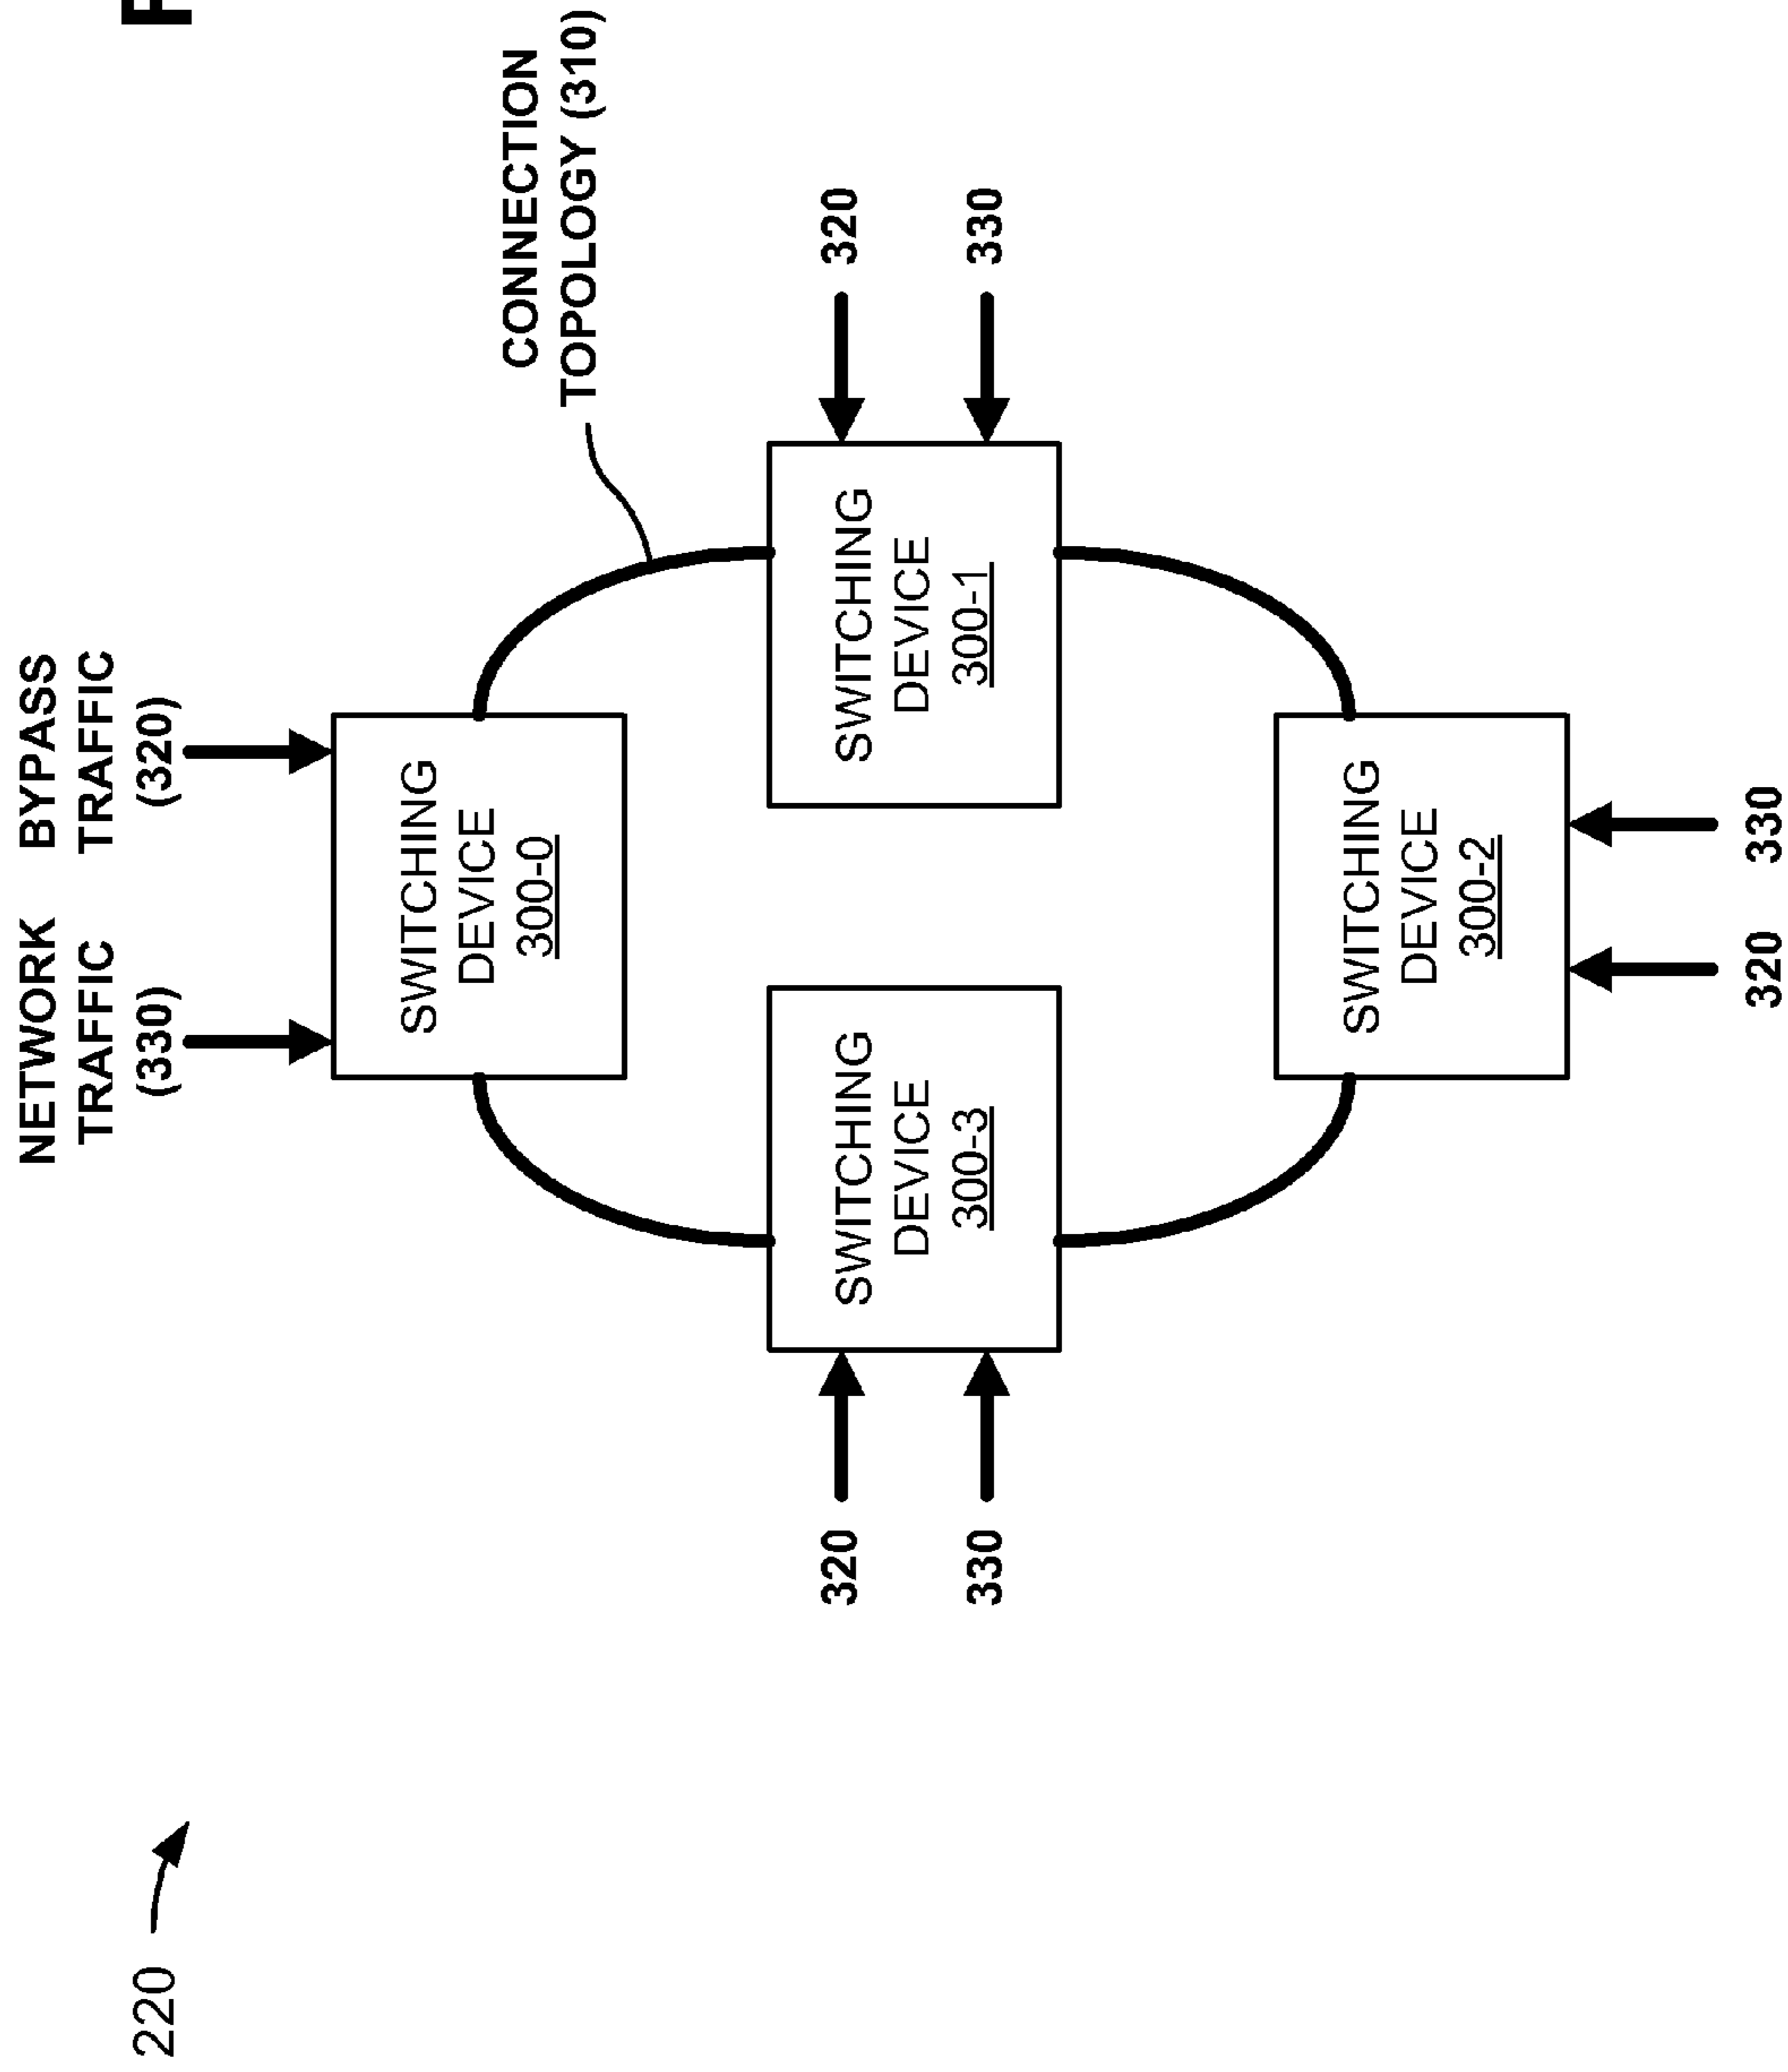 220
NETWORK
TRAFFIC
(330)
BYPASS
TRAFFIC
(320)
SWITCHING
DEVICE
300-0
CONNECTION
TOPOLOGY (310)
320
330
SWITCHING
DEVICE
300-3
SWITCHING
DEVICE
300-1
320
330
SWITCHING
DEVICE
300-2
320
330